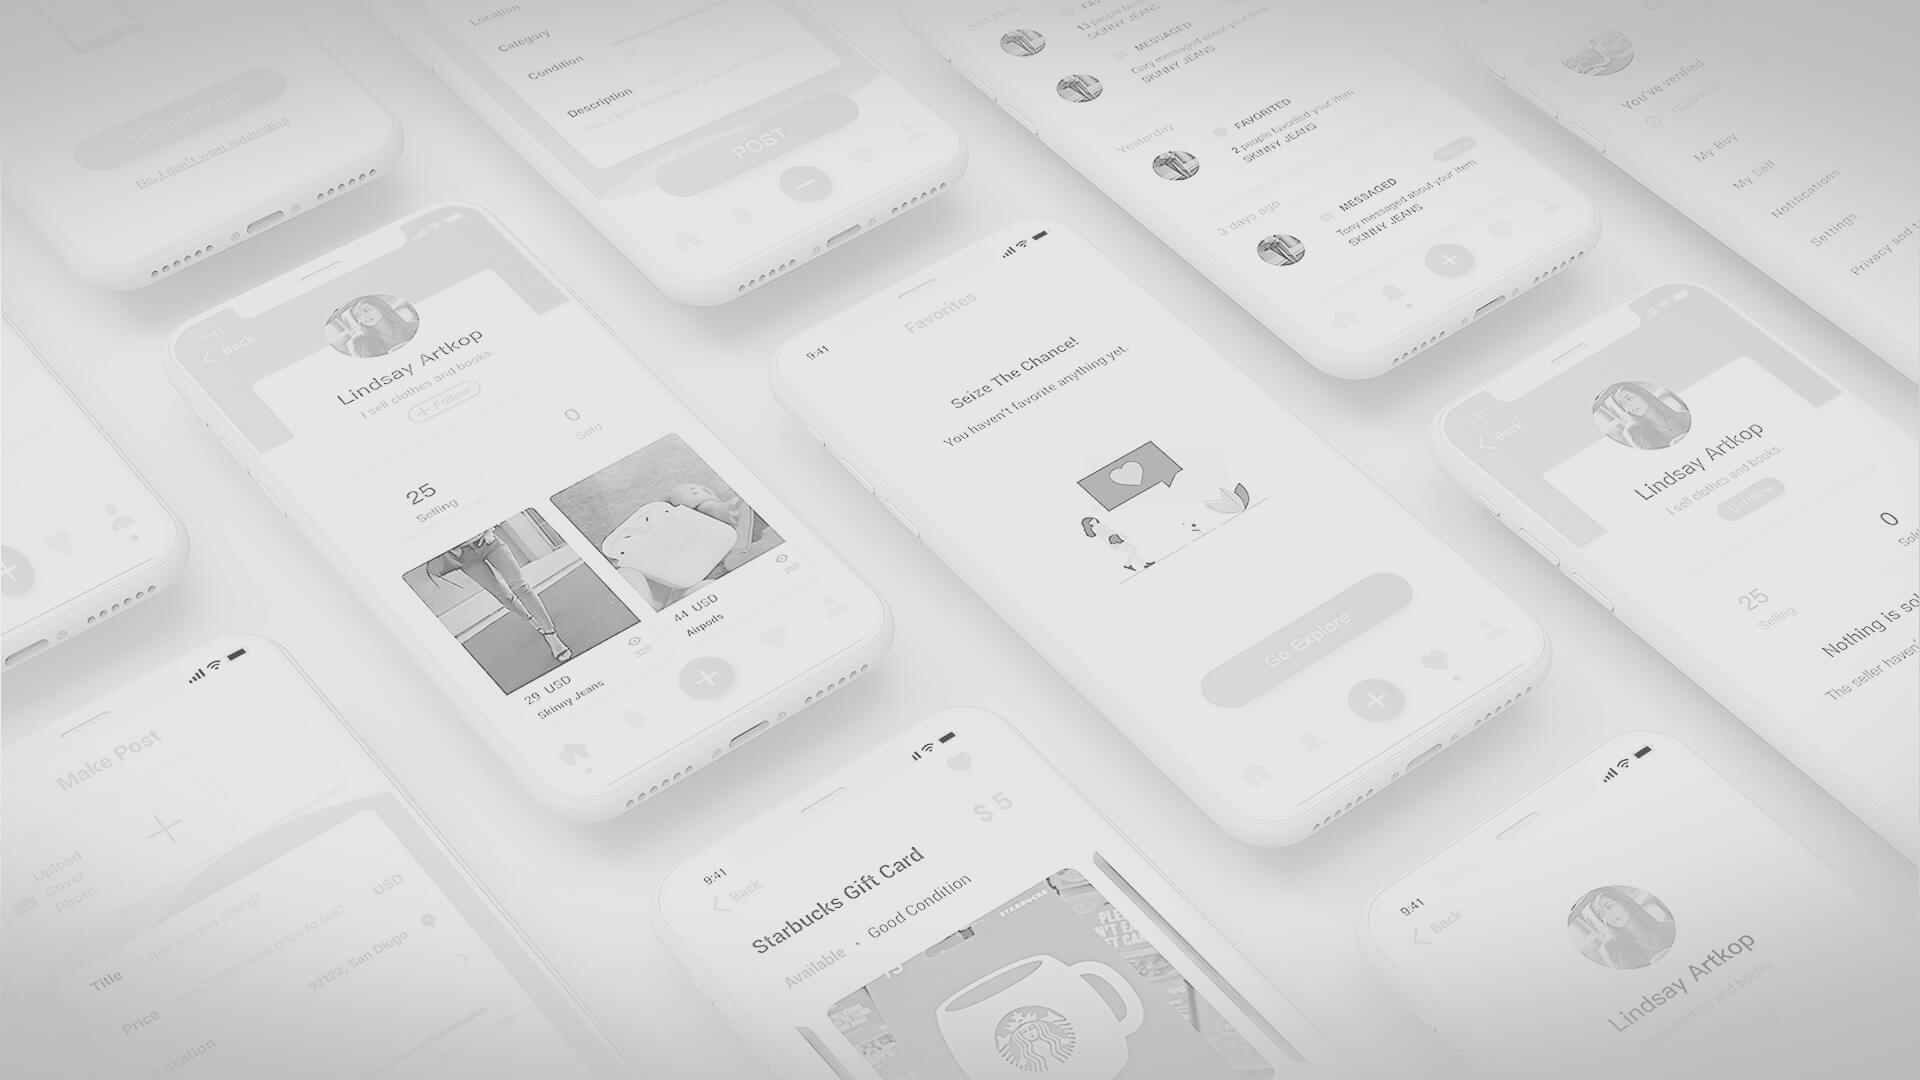 Yes, notify me
No, I don't want notification
Location
Category
Condition
Description
POST
Just Now
13 people favorited your item
SKINNY JEANS
MESSAGED
Gary messaged about your item
SKINNY JEANS
Yesterday
FAVORITED
2 people favorited your item
SKINNY JEANS
3 days ago
MESSAGED
Tony messaged about your item
SKINNY JEANS
You've verified
My Buy
My Sell
Notifications
Settings
Privacy and
9:41
Back
Lindsay Artkop
I sell clothes and books.
+ Follow
25
Selling
0
Sold
29 USD
Skinny Jeans
320
44 USD
Airpods
250
9:41
Favorites
Seize The Chance!
You haven't favorite anything yet.
Go Explore
9:41
Back
Lindsay Artkop
I sell clothes and books.
Unfollow
25
Selling
0
Nothing is
The seller
Make Post
Upload
Cover
Photo
Title
What are you selling?
Price
What's your ideal price to sell?
USD
Location
92122, San Diego
9:41
Back
$ 5
Starbucks Gift Card
Available • Good Condition
STARBUCKS
9:41
Back
Lindsay Artkop
I sell clothes and books.